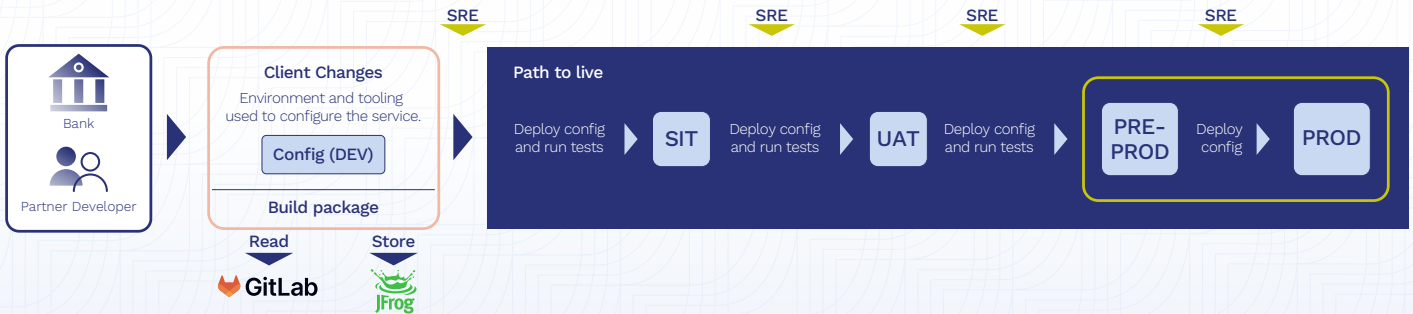 SRE
SRE
SRE
SRE
Bank
Partner Developer
Client Changes
Environment and tooling
used to configure the service.
Config (DEV)
Build package
Read
Store
GitLab
JFrog
Path to live
Deploy config
and run tests
SIT
Deploy config
and run tests
UAT
Deploy config
and run tests
PRE-
PROD
Deploy
config
PROD